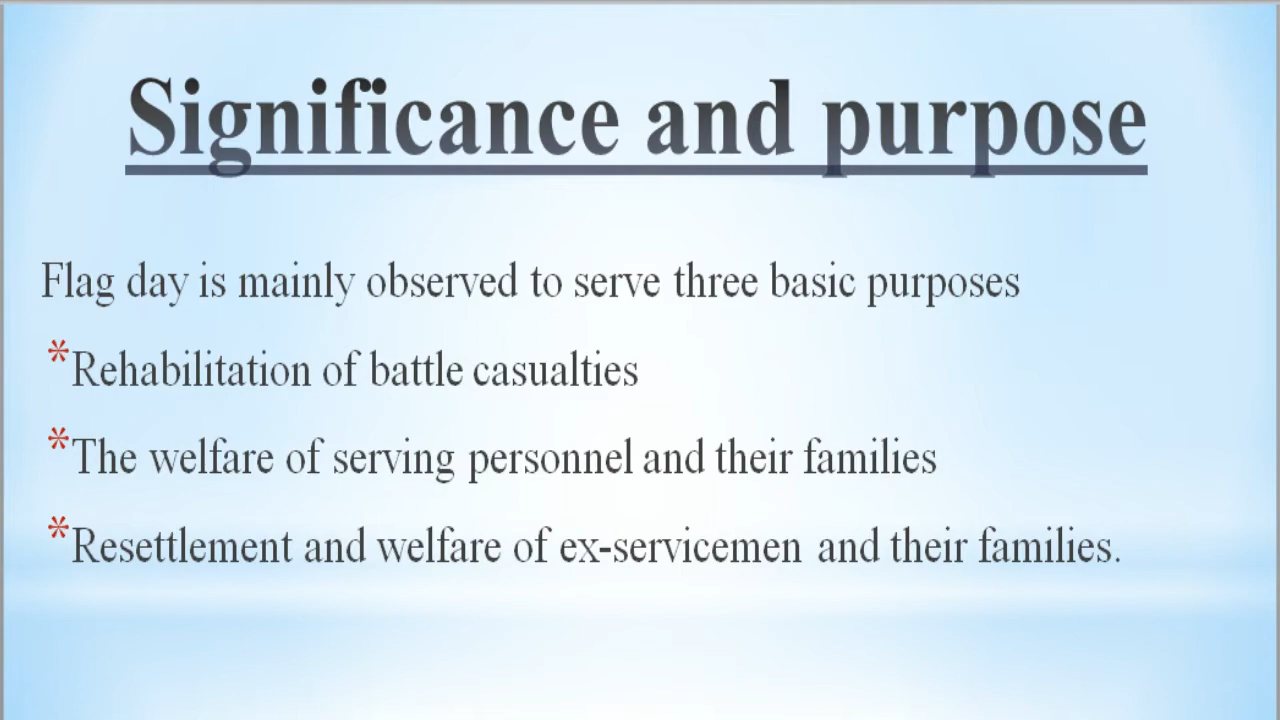 Significance and purpose
Flag day is mainly observed to serve three basic purposes
*Rehabilitation of battle casualties
*The welfare of serving personnel and their families
*Resettlement and welfare of ex-servicemen and their families.